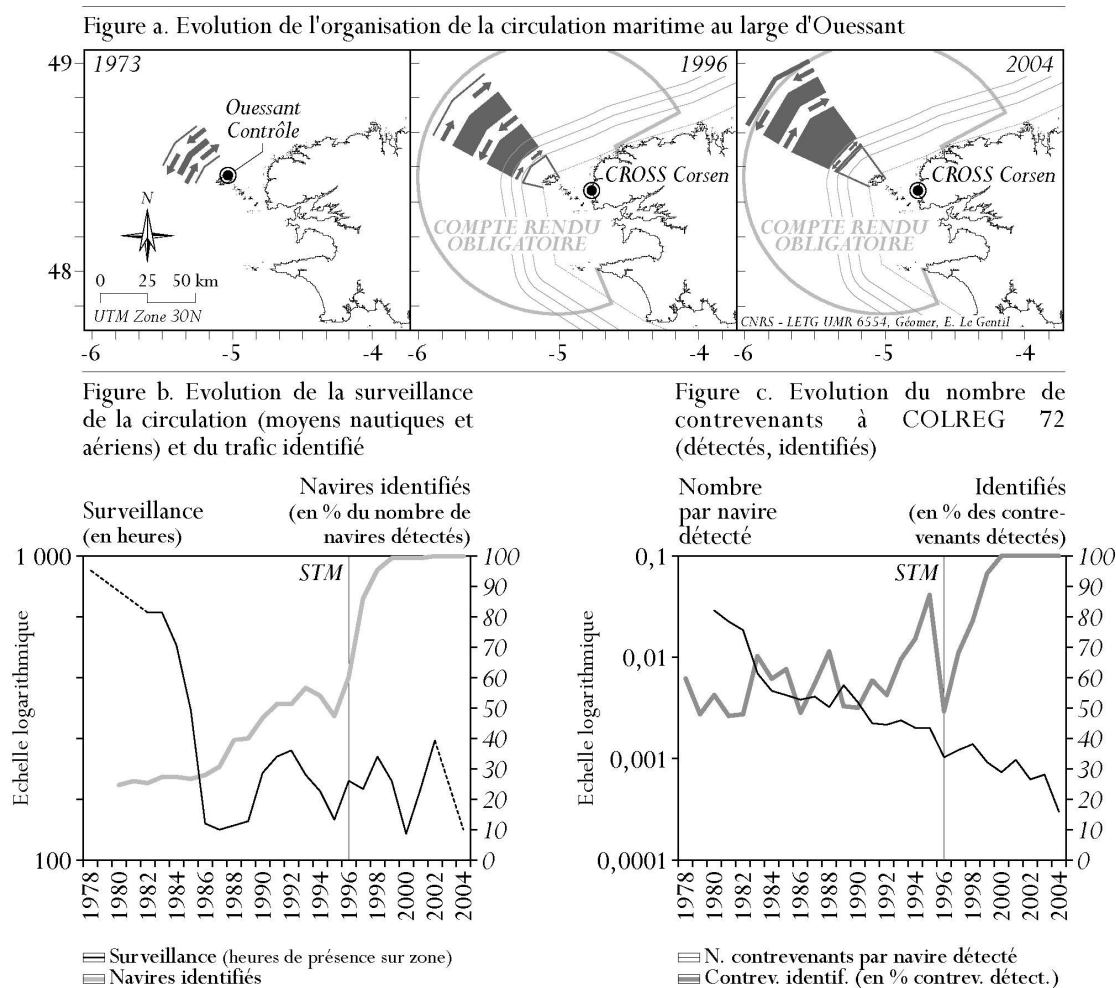 Figure a. Evolution de l'organisation de la circulation maritime au large d'Ouessant
49
48
1973
Ouessant
Contrôle
N
0 25 50 km
UTM Zone 30N
1996
CROSS Corsen
COMPTE RENDU
OBLIGATOIRE
2004
CROSS Corsen
COMPTE RENDU
OBLIGATOIRE
CNRS - LETG UMR 6554, Géomer, E. Le Gentil
-6 -5 -4 -6 -5 -4 -6 -5 -4
Figure b. Evolution de la surveillance
de la circulation (moyens nautiques et
aériens) et du trafic identifié
Surveillance
(en heures)
Navires identifiés
(en % du nombre de
navires détectés)
1 000
100
Echelle logarithmique
STM
100
90
80
70
60
50
40
30
20
10
0
1978 1980 1982 1984 1986 1988 1990 1992 1994 1996 1998 2000 2002 2004
Surveillance (heures de présence sur zone)
Navires identifiés
Figure c. Evolution du nombre de
contrevenants à COLREG 72
(détectés, identifiés)
Nombre
par navire
détecté
Identifiés
(en % des contre-
venants détectés)
0,1
0,01
0,001
0,0001
Echelle logarithmique
STM
100
90
80
70
60
50
40
30
20
10
0
1978 1980 1982 1984 1986 1988 1990 1992 1994 1996 1998 2000 2002 2004
N. contrevenants par navire détecté
Contrev. identif. (en % contrev. détect.)